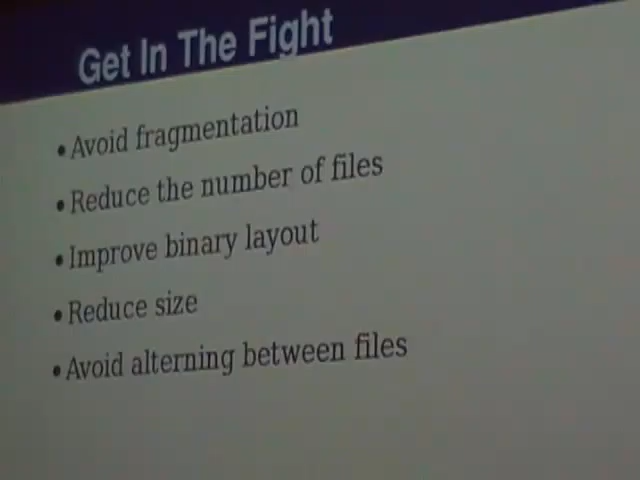 Get In The Fight
• Avoid fragmentation
• Reduce the number of files
• Improve binary layout
• Reduce size
• Avoid alterning between files